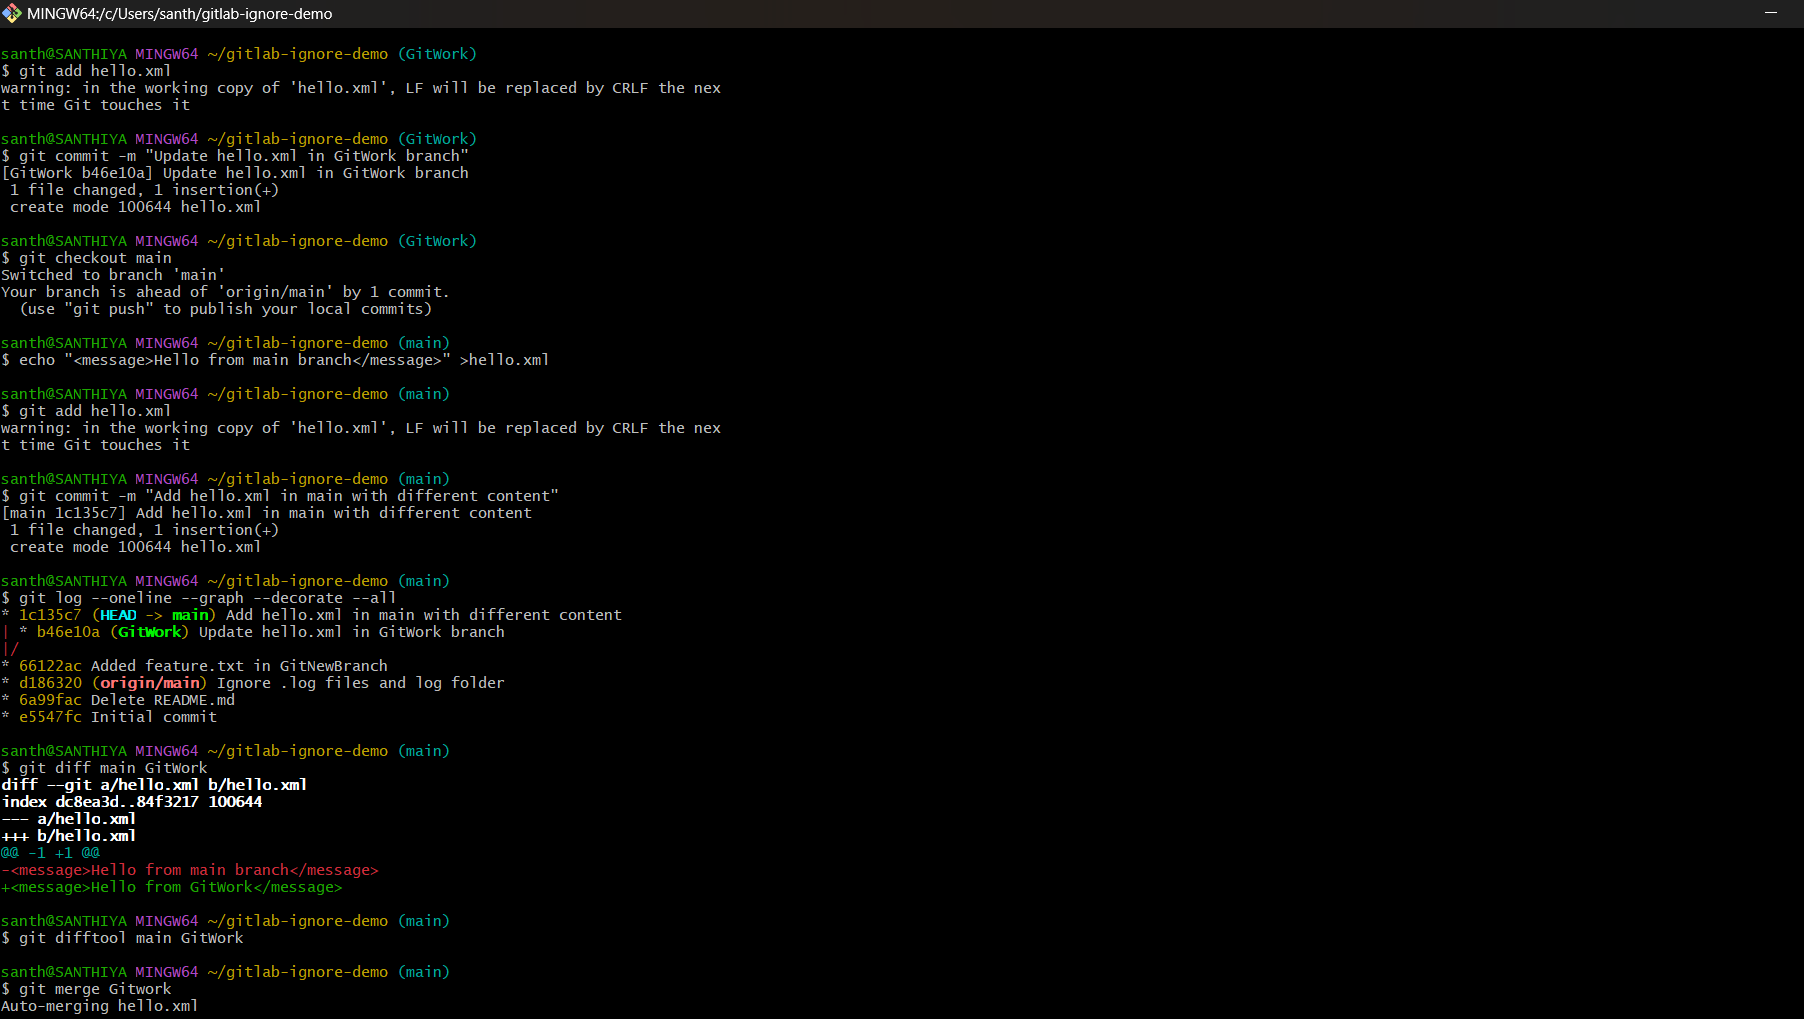 MINGW64:/c/Users/santh/gitlab-ignore-demo
santh@SANTHIYA MINGW64 ~/gitlab-ignore-demo (GitWork)
$ git add hello.xml
warning: in the working copy of 'hello.xml', LF will be replaced by CRLF the nex
t time Git touches it
santh@SANTHIYA MINGW64 ~/gitlab-ignore-demo (GitWork)
$ git commit -m "Update hello.xml in GitWork branch"
[GitWork b46e10a] Update hello.xml in GitWork branch
 1 file changed, 1 insertion(+)
 create mode 100644 hello.xml
santh@SANTHIYA MINGW64 ~/gitlab-ignore-demo (GitWork)
$ git checkout main
Switched to branch 'main'
Your branch is ahead of 'origin/main' by 1 commit.
  (use "git push" to publish your local commits)
santh@SANTHIYA MINGW64 ~/gitlab-ignore-demo (main)
$ echo "<message>Hello from main branch</message>" >hello.xml
santh@SANTHIYA MINGW64 ~/gitlab-ignore-demo (main)
$ git add hello.xml
warning: in the working copy of 'hello.xml', LF will be replaced by CRLF the nex
t time Git touches it
santh@SANTHIYA MINGW64 ~/gitlab-ignore-demo (main)
$ git commit -m "Add hello.xml in main with different content"
[main 1c135c7] Add hello.xml in main with different content
 1 file changed, 1 insertion(+)
 create mode 100644 hello.xml
santh@SANTHIYA MINGW64 ~/gitlab-ignore-demo (main)
$ git log --oneline --graph --decorate --all
* 1c135c7 (HEAD -> main) Add hello.xml in main with different content
| * b46e10a (GitWork) Update hello.xml in GitWork branch
|/
* 66122ac Added feature.txt in GitNewBranch
* d186320 (origin/main) Ignore .log files and log folder
* 6a99fac Delete README.md
* e5547fc Initial commit
santh@SANTHIYA MINGW64 ~/gitlab-ignore-demo (main)
$ git diff main GitWork
diff --git a/hello.xml b/hello.xml
index dc8ea3d..84f3217 100644
--- a/hello.xml
+++ b/hello.xml
@@ -1 +1 @@
-<message>Hello from main branch</message>
+<message>Hello from GitWork</message>
santh@SANTHIYA MINGW64 ~/gitlab-ignore-demo (main)
$ git difftool main GitWork
santh@SANTHIYA MINGW64 ~/gitlab-ignore-demo (main)
$ git merge Gitwork
Auto-merging hello.xml